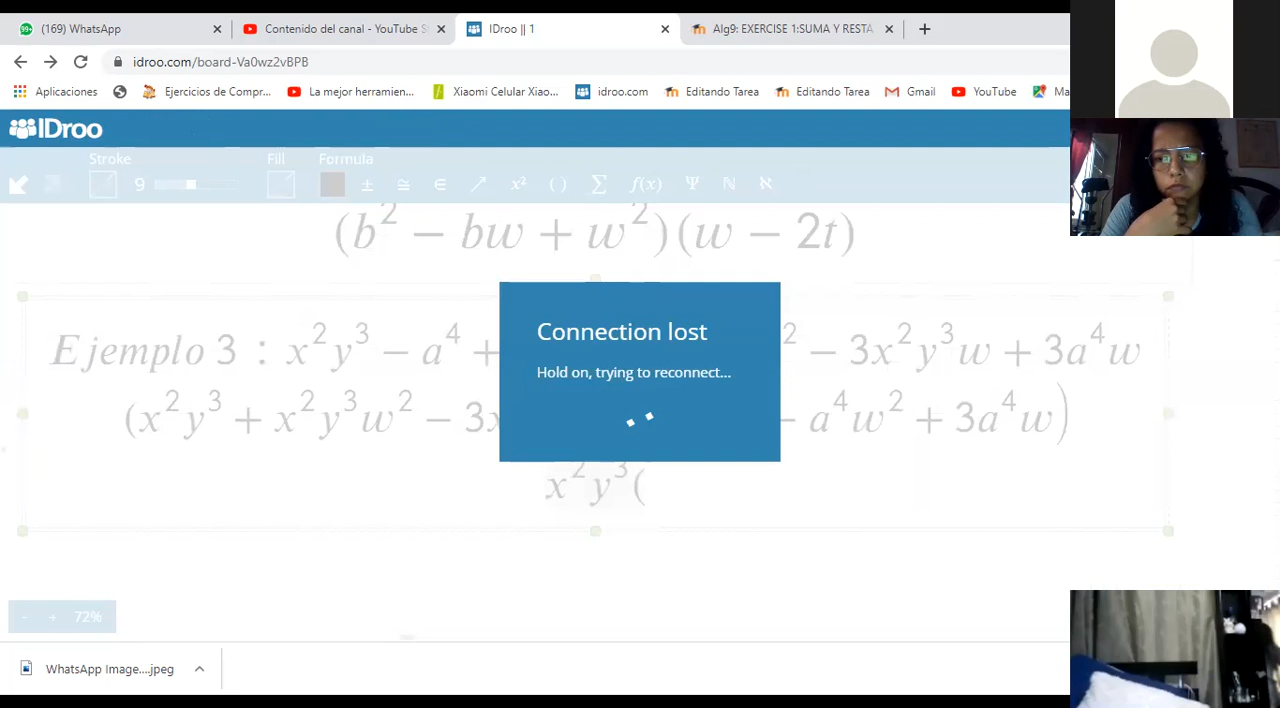 (169) WhatsApp
Contenido del canal - YouTube S
IDroo || 1
Alg9: EXERCISE 1:SUMA Y RESTA
idroo.com/board-Va0wz2vBPB
Aplicaciones
Ejercicios de Compr...
La mejor herramien...
Xiaomi Celular Xiao...
idroo.com
Editando Tarea
Editando Tarea
Gmail
YouTube
Ma
IDroo
Stroke Fill Formula
9 ± ≅ ∈ ↗ x² ( ) ∑ f(x) Ψ ℕ ℵ
(b² − bw + w²)(w − 2t)
Connection lost
Hold on, trying to reconnect...
Ejemplo 3 : x²y³ − a⁴ + ² − 3x²y³w + 3a⁴w
(x²y³ + x²y³w² − 3x − a⁴w² + 3a⁴w)
x²y³(
- + 72%
WhatsApp Image....jpeg